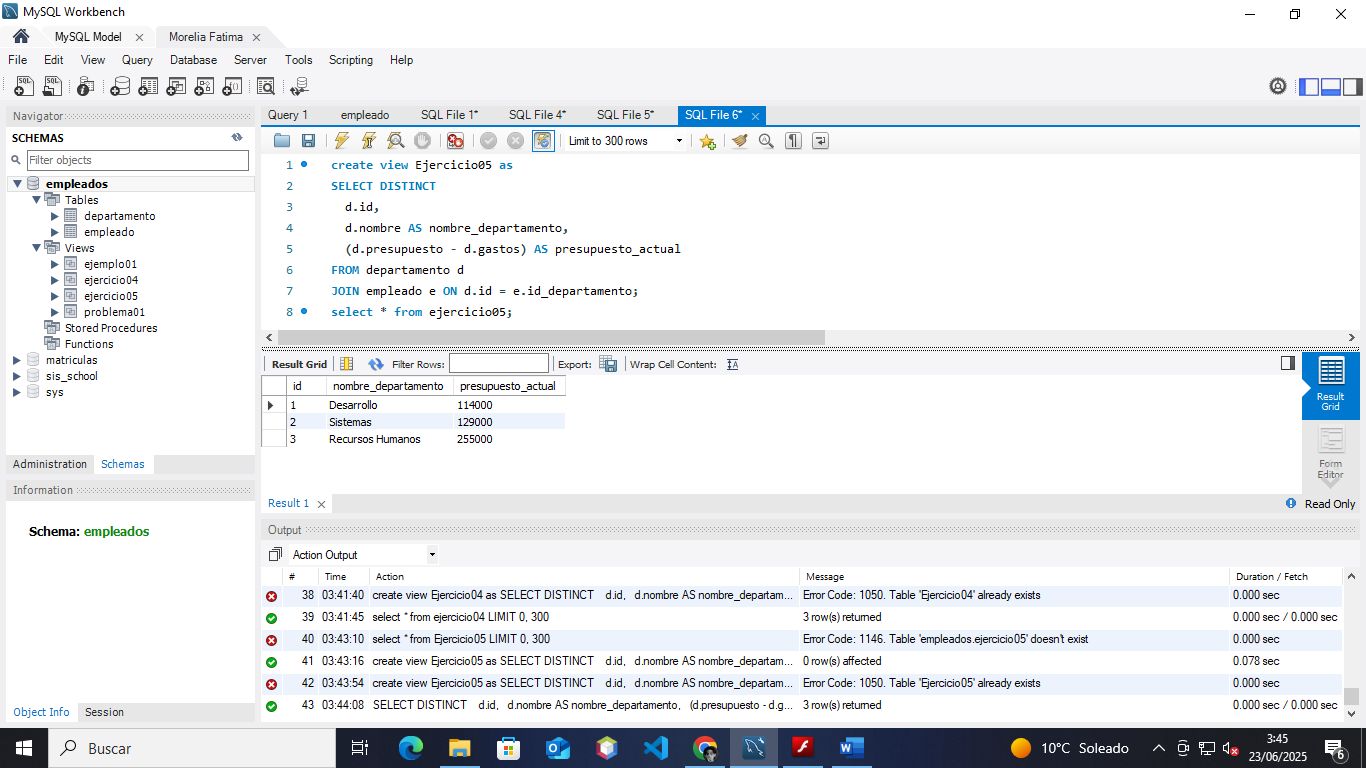 MySQL Workbench
MySQL Model
Morelia Fatima
File Edit View Query Database Server Tools Scripting Help
Navigator
SCHEMAS
Filter objects
empleados
Tables
departamento
empleado
Views
ejemplo01
ejercicio04
ejercicio05
problema01
Stored Procedures
Functions
matriculas
sis_school
sys
Administration Schemas
Information
Schema: empleados
Object Info Session
Query 1 empleado SQL File 1* SQL File 4* SQL File 5* SQL File 6*
Limit to 300 rows
1 create view Ejercicio05 as
2 SELECT DISTINCT
3 d.id,
4 d.nombre AS nombre_departamento,
5 (d.presupuesto - d.gastos) AS presupuesto_actual
6 FROM departamento d
7 JOIN empleado e ON d.id = e.id_departamento;
8 select * from ejercicio05;
Result Grid Filter Rows: Export: Wrap Cell Content:
id nombre_departamento presupuesto_actual
1 Desarrollo 114000
2 Sistemas 129000
3 Recursos Humanos 255000
Result Grid
Form Editor
Result 1
Read Only
Output
Action Output
# Time Action Message Duration / Fetch
38 03:41:40 create view Ejercicio04 as SELECT DISTINCT d.id, d.nombre AS nombre_departam... Error Code: 1050. Table 'Ejercicio04' already exists 0.000 sec
39 03:41:45 select * from ejercicio04 LIMIT 0, 300 3 row(s) returned 0.000 sec / 0.000 sec
40 03:43:10 select * from Ejercicio05 LIMIT 0, 300 Error Code: 1146. Table 'empleados.ejercicio05' doesn't exist 0.000 sec
41 03:43:16 create view Ejercicio05 as SELECT DISTINCT d.id, d.nombre AS nombre_departam... 0 row(s) affected 0.078 sec
42 03:43:54 create view Ejercicio05 as SELECT DISTINCT d.id, d.nombre AS nombre_departam... Error Code: 1050. Table 'Ejercicio05' already exists 0.000 sec
43 03:44:08 SELECT DISTINCT d.id, d.nombre AS nombre_departamento, (d.presupuesto - d.g... 3 row(s) returned 0.000 sec / 0.000 sec
Buscar
10°C Soleado
3:45
23/06/2025
6